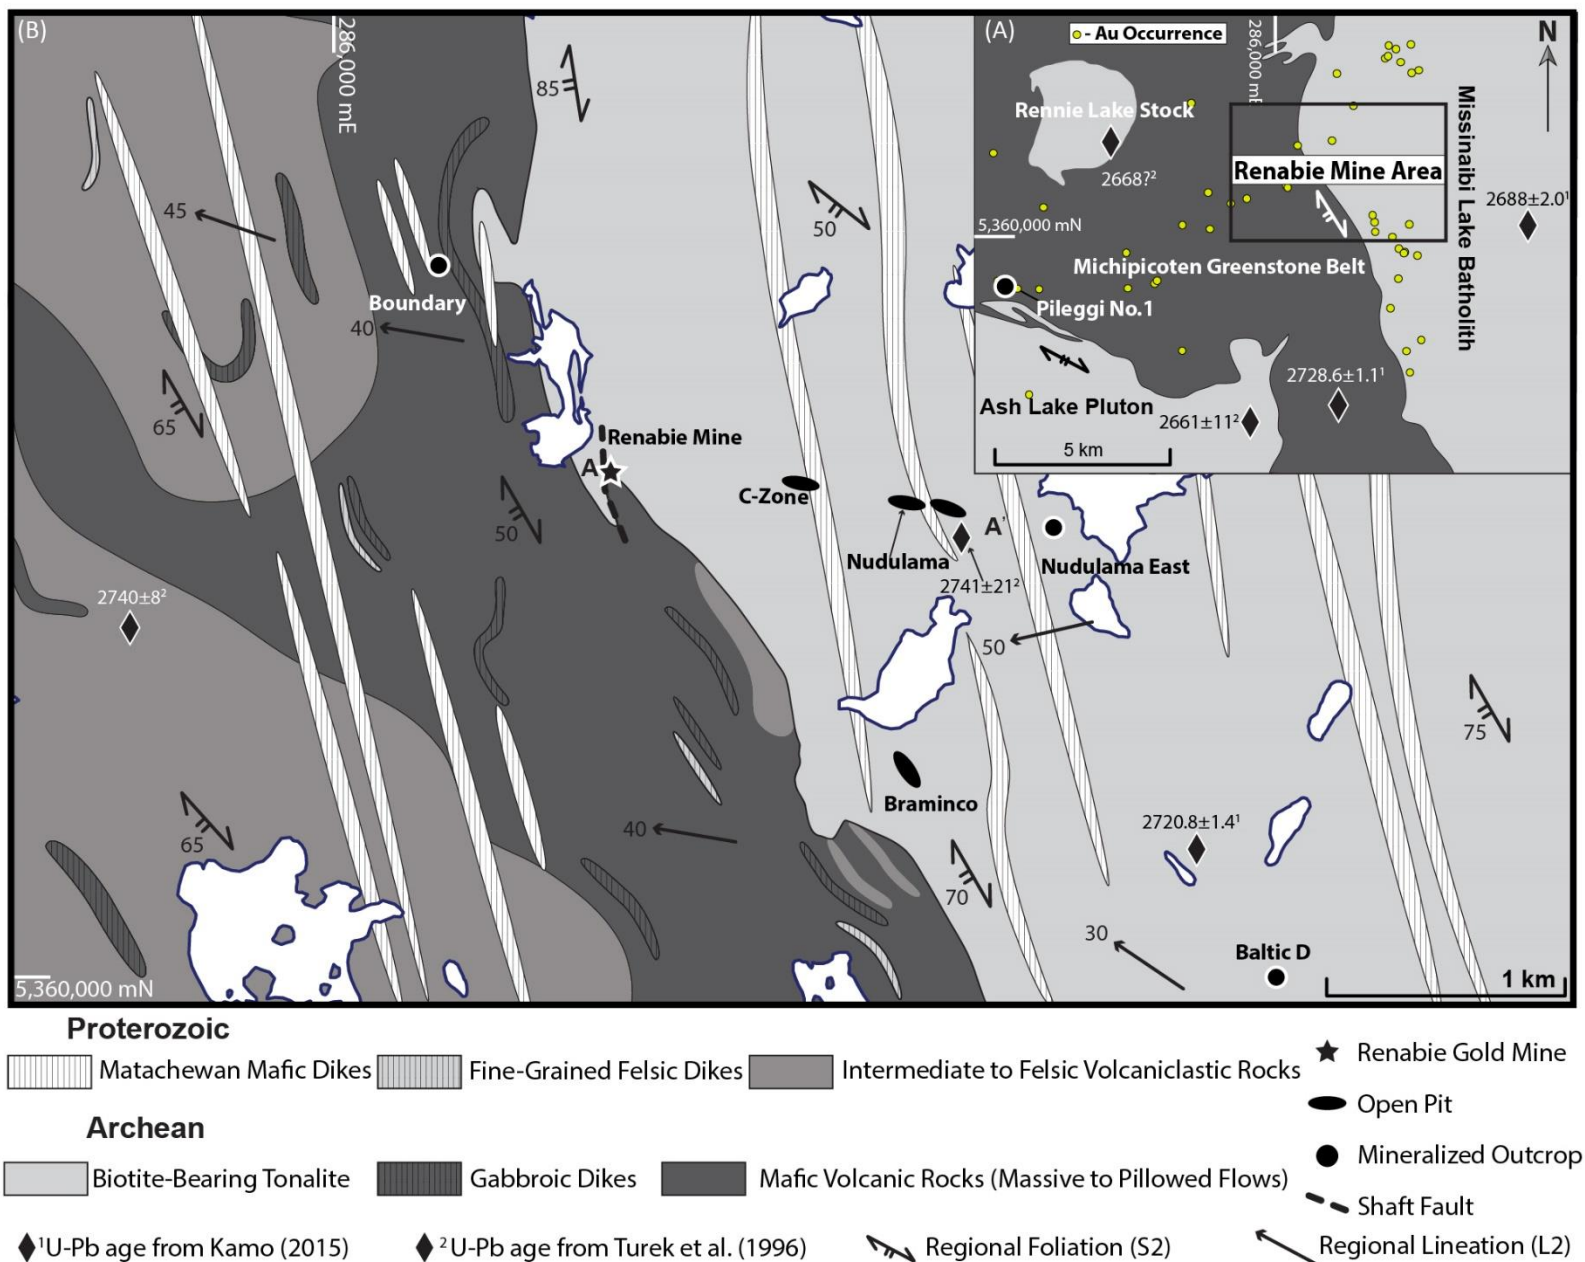 (B)
286,000 mE
85
45
50
Boundary
40
65
Renabie Mine
A
C-Zone
50
Nudulama
A'
2741±21²
Nudulama East
2740±8²
50
75
Braminco
2720.8±1.4¹
65
40
70
30
Baltic D
5,360,000 mN
1 km
(A)
- Au Occurrence
286,000 mE
N
Rennie Lake Stock
2668?²
Renabie Mine Area
Missinaibi Lake Batholith
2688±2.0¹
5,360,000 mN
Michipicoten Greenstone Belt
Pileggi No.1
2728.6±1.1¹
Ash Lake Pluton
2661±11²
5 km
Proterozoic
Matachewan Mafic Dikes
Fine-Grained Felsic Dikes
Intermediate to Felsic Volcaniclastic Rocks
Archean
Biotite-Bearing Tonalite
Gabbroic Dikes
Mafic Volcanic Rocks (Massive to Pillowed Flows)
¹U-Pb age from Kamo (2015)
² U-Pb age from Turek et al. (1996)
Regional Foliation (S2)
Renabie Gold Mine
Open Pit
Mineralized Outcrop
Shaft Fault
Regional Lineation (L2)